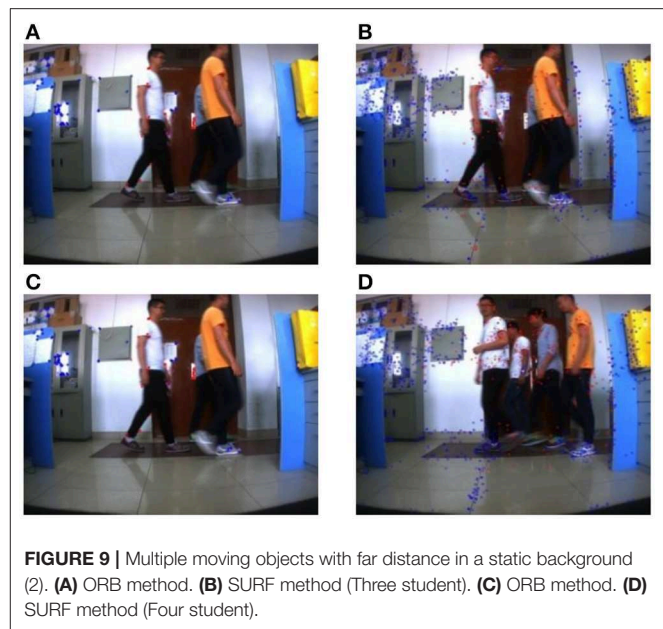 A
B
C
D
FIGURE 9 | Multiple moving objects with far distance in a static background
(2). (A) ORB method. (B) SURF method (Three student). (C) ORB method. (D)
SURF method (Four student).